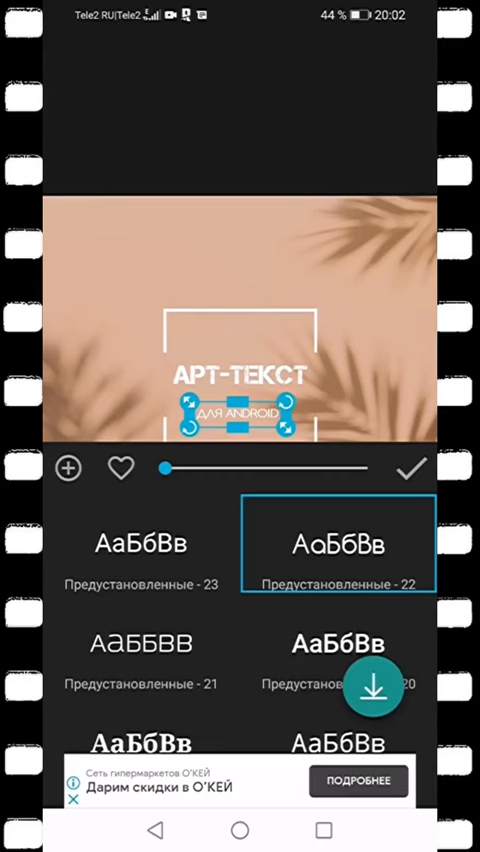 Tele2 RU|Tele2
44 %
20:02
АРТ-ТЕКСТ
ДЛЯ ANDROID
АаБбВв
АаБбВв
Предустановленные - 23
Предустановленные - 22
АаБбВв
АаБбВв
Предустановленные - 21
Предустанов
20
АаБбВв
АаБбВв
Сеть гипермаркетов О'КЕЙ
Дарим скидки в О'КЕЙ
ПОДРОБНЕЕ